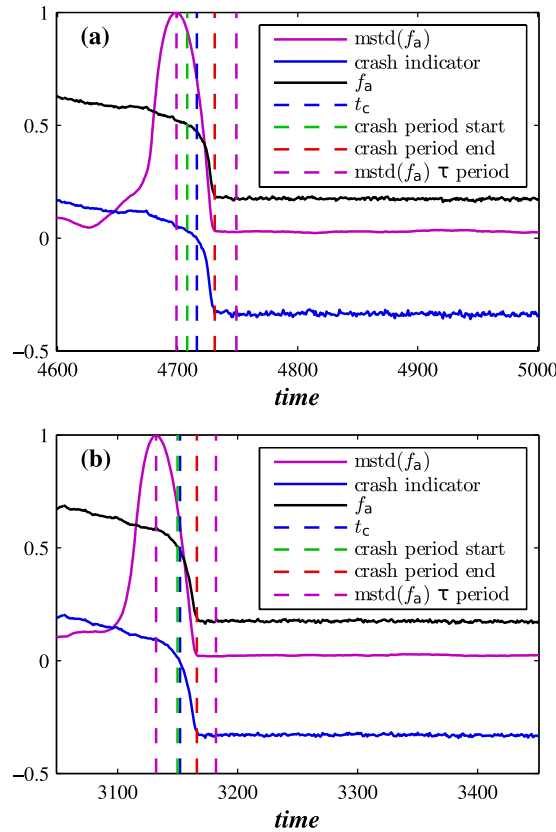 (a)
mstd(fₐ)
crash indicator
fₐ
t_c
crash period start
crash period end
mstd(fₐ) τ period
1
0.5
0
−0.5
4600 4700 4800 4900 5000
time
(b)
mstd(fₐ)
crash indicator
fₐ
t_c
crash period start
crash period end
mstd(fₐ) τ period
1
0.5
0
−0.5
3100 3200 3300 3400
time